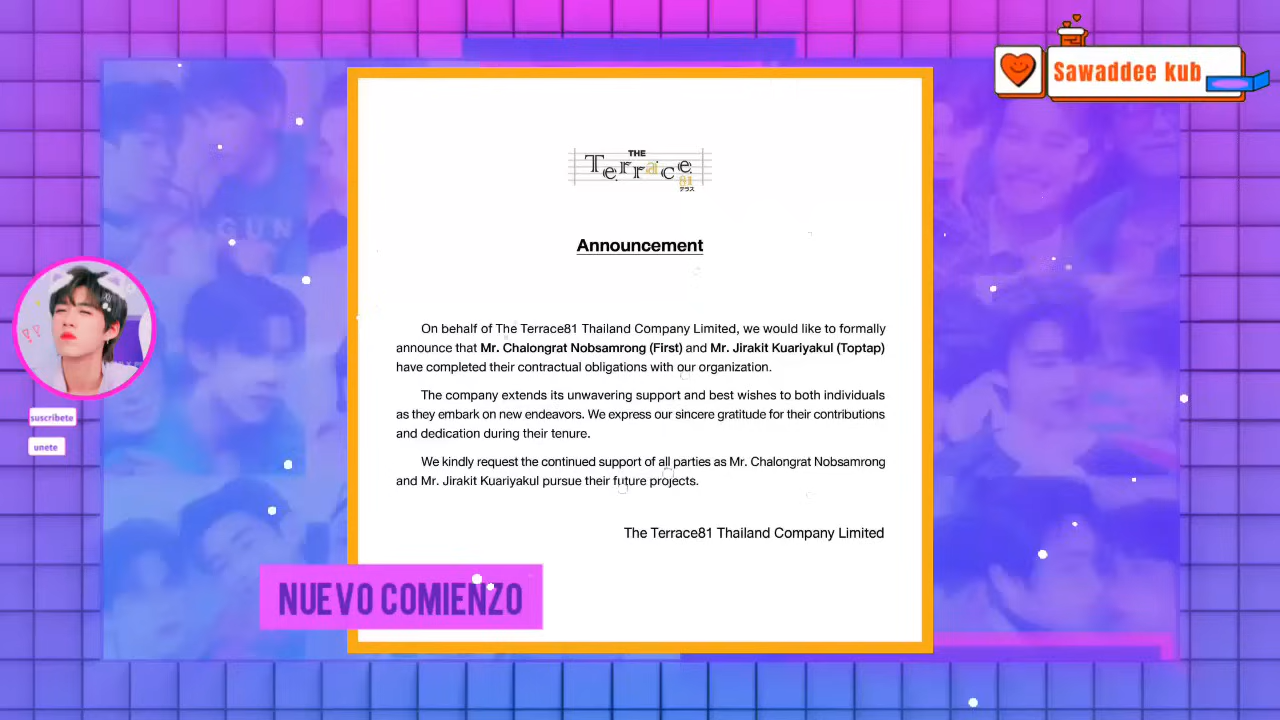 Sawaddee kub
THE
Terrace
81
テラス
GUN
Announcement
On behalf of The Terrace81 Thailand Company Limited, we would like to formally
announce that Mr. Chalongrat Nobsamrong (First) and Mr. Jirakit Kuariyakul (Toptap)
have completed their contractual obligations with our organization.
The company extends its unwavering support and best wishes to both individuals
as they embark on new endeavors. We express our sincere gratitude for their contributions
and dedication during their tenure.
We kindly request the continued support of all parties as Mr. Chalongrat Nobsamrong
and Mr. Jirakit Kuariyakul pursue their future projects.
The Terrace81 Thailand Company Limited
suscribete
unete
NUEVO COMIENZO